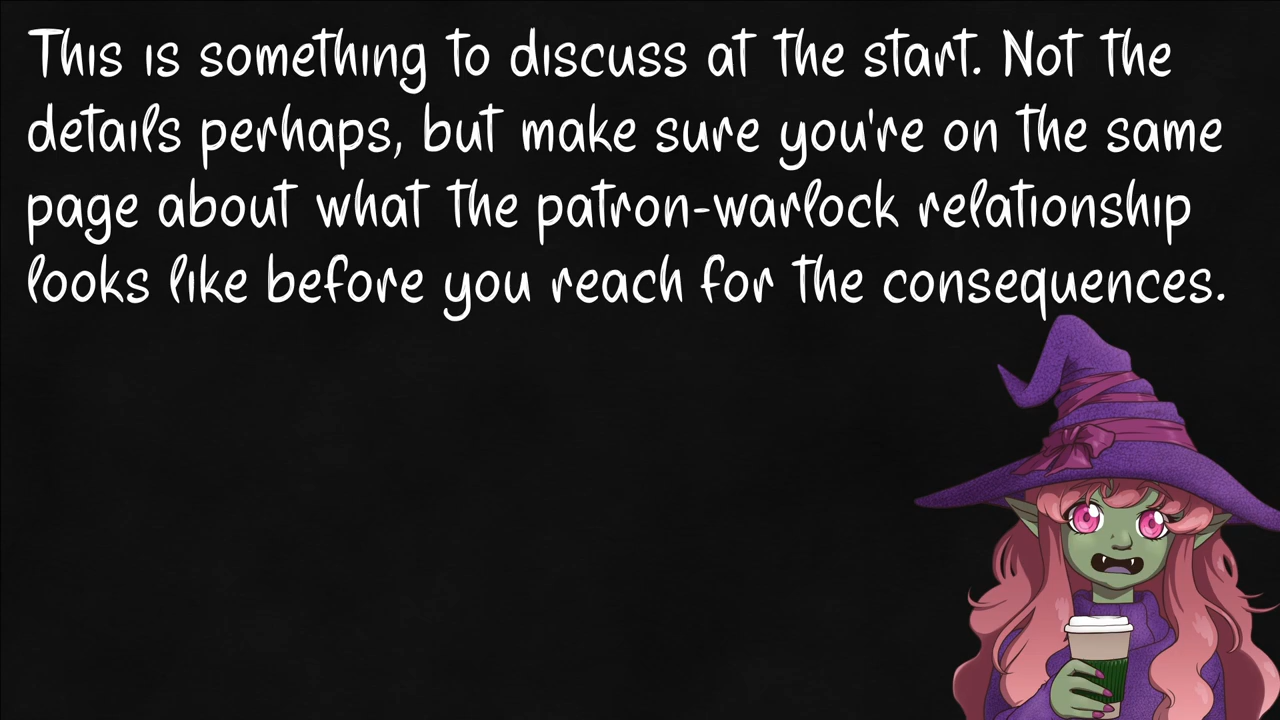 This is something to discuss at the start. Not the
details perhaps, but make sure you're on the same
page about what the patron-warlock relationship
looks like before you reach for the consequences.